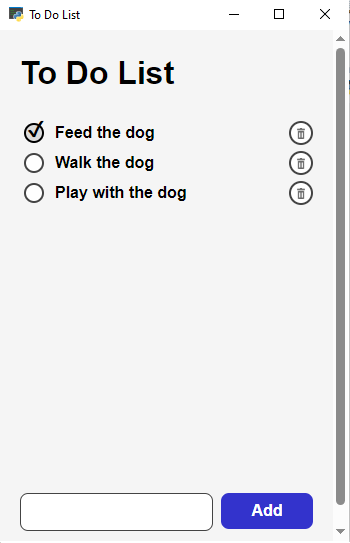 To Do List
To Do List
Feed the dog
Walk the dog
Play with the dog
Add